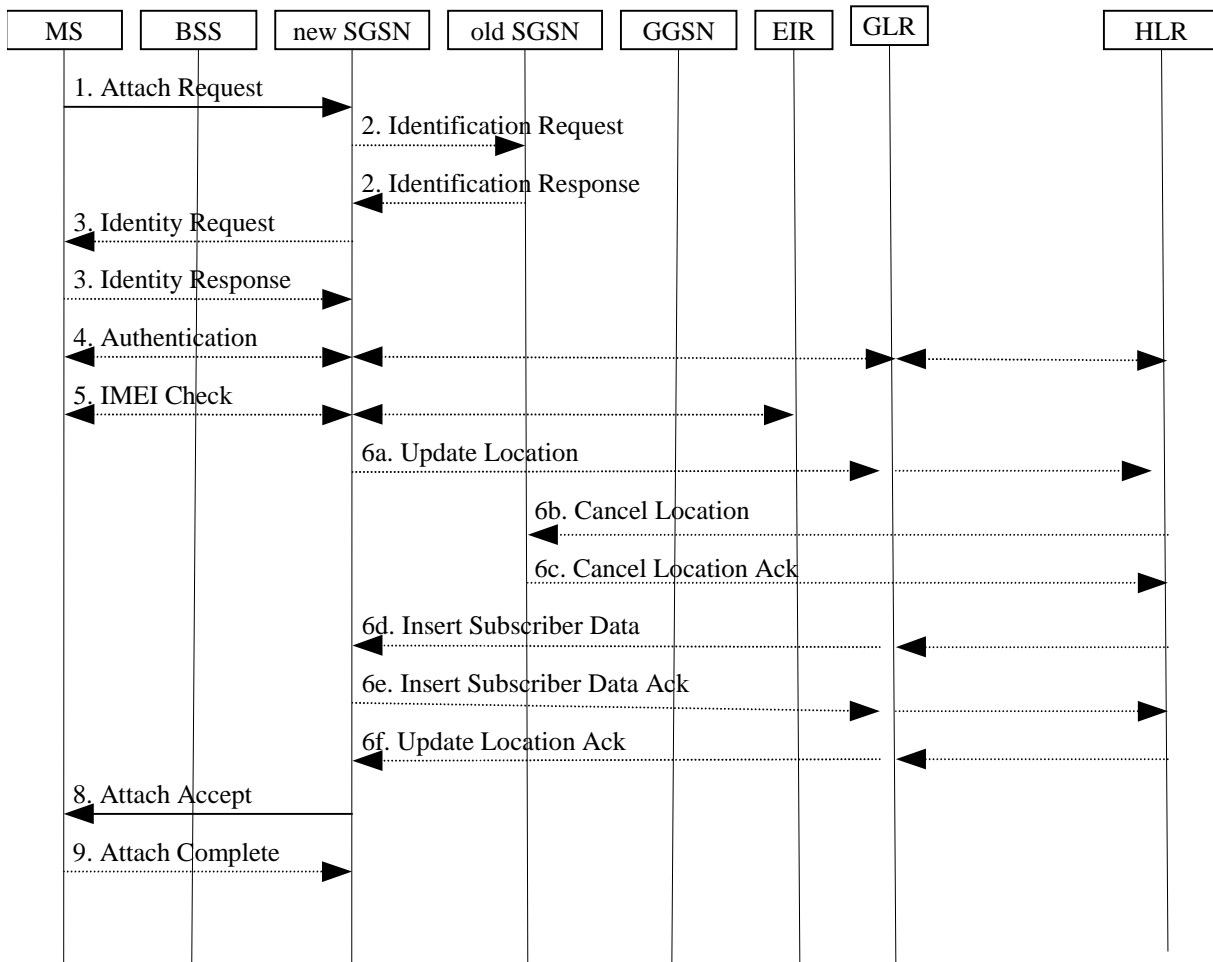 MS BSS new SGSN old SGSN GGSN EIR GLR HLR
1. Attach Request
2. Identification Request
2. Identification Response
3. Identity Request
3. Identity Response
4. Authentication
5. IMEI Check
6a. Update Location
6b. Cancel Location
6c. Cancel Location Ack
6d. Insert Subscriber Data
6e. Insert Subscriber Data Ack
6f. Update Location Ack
8. Attach Accept
9. Attach Complete